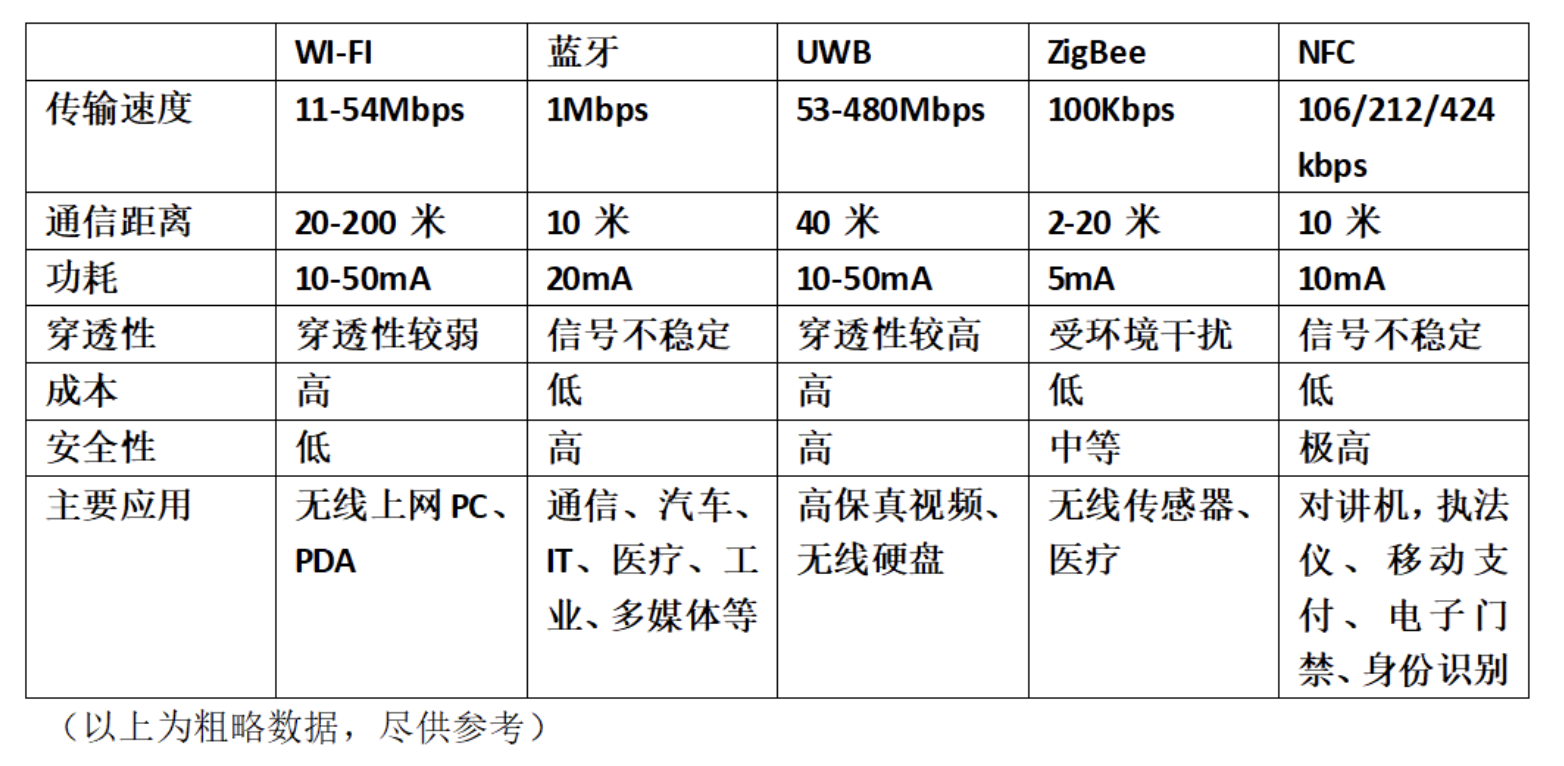 WI-FI 蓝牙 UWB ZigBee NFC
传输速度 11-54Mbps 1Mbps 53-480Mbps 100Kbps 106/212/424
kbps
通信距离 20-200 米 10 米 40 米 2-20 米 10 米
功耗 10-50mA 20mA 10-50mA 5mA 10mA
穿透性 穿透性较弱 信号不稳定 穿透性较高 受环境干扰 信号不稳定
成本 高 低 高 低 低
安全性 低 高 高 中等 极高
主要应用 无线上网 PC、 通信、汽车、 高保真视频、 无线传感器、 对讲机，执法
PDA IT、医疗、工 无线硬盘 医疗 仪、移动支
业、多媒体等 付、电子门
禁、身份识别
（以上为粗略数据，尽供参考）